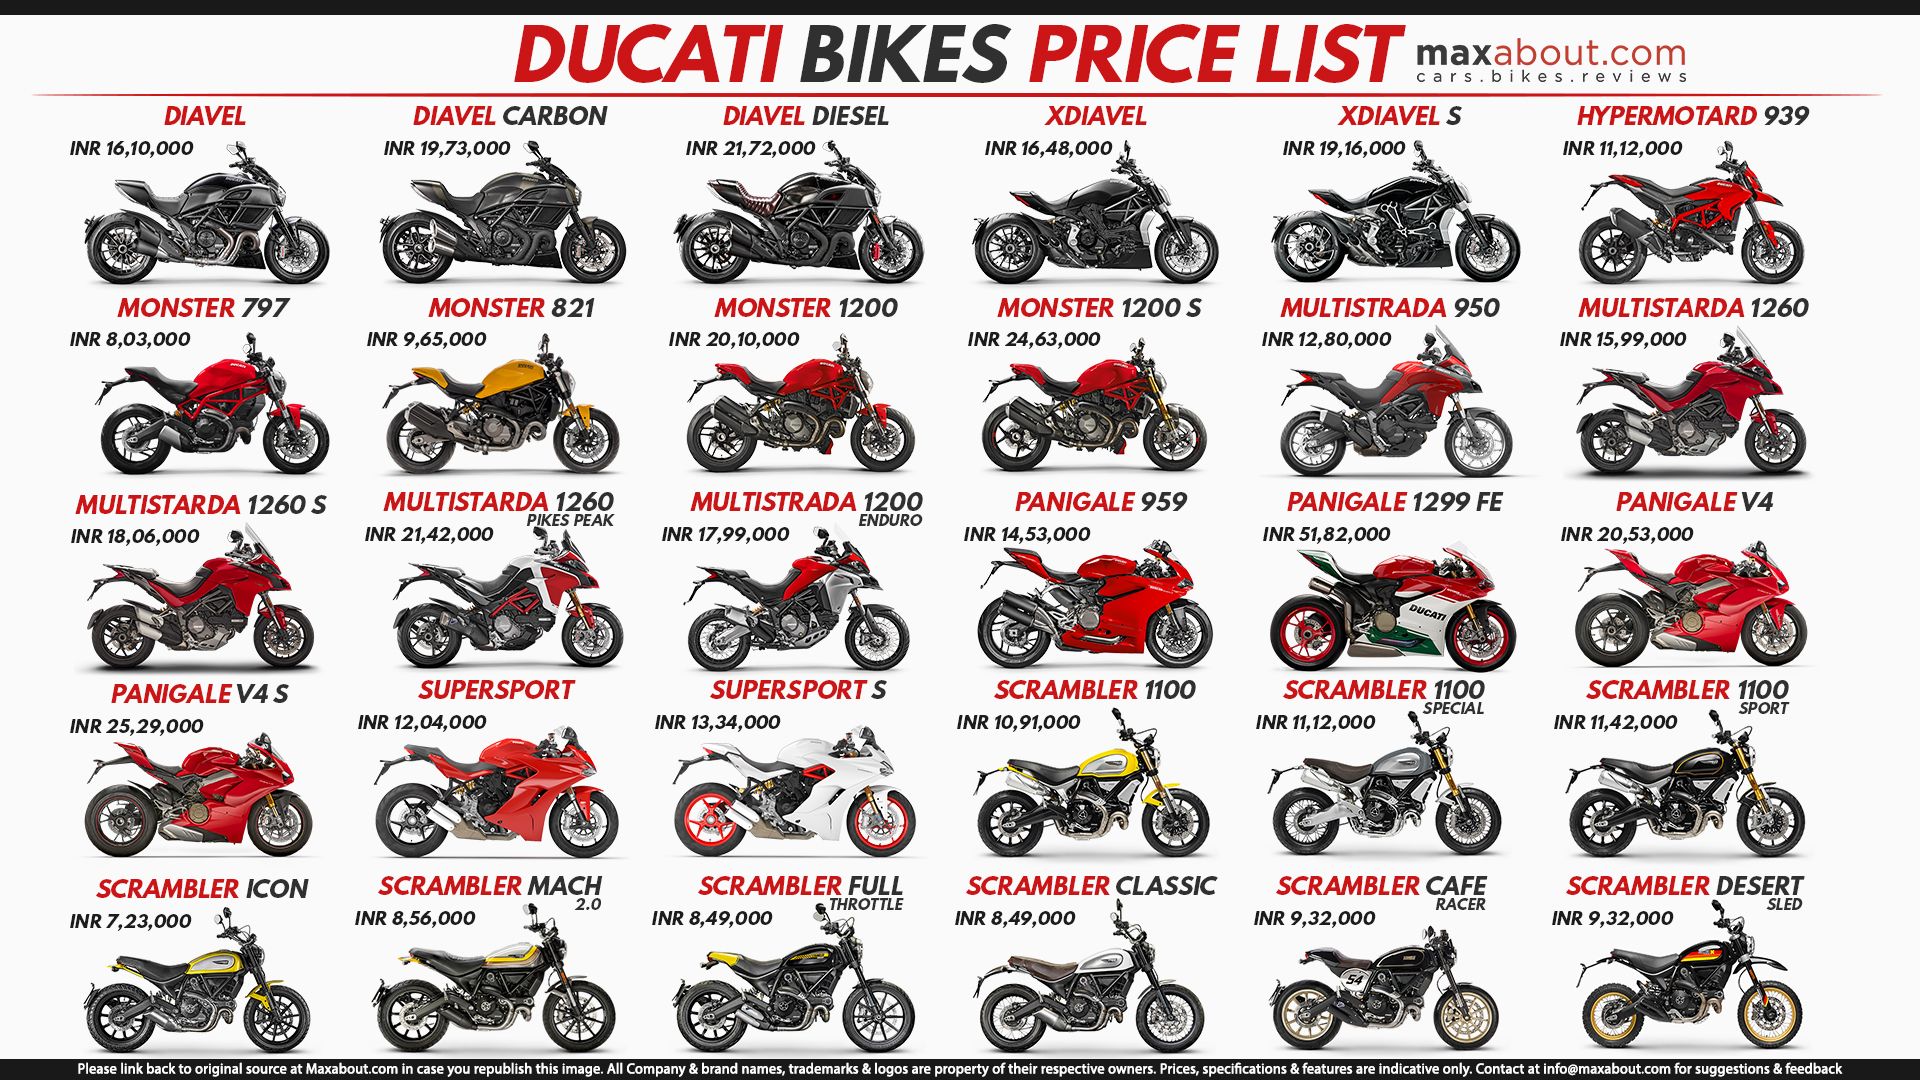 DUCATI BIKES PRICE LIST
maxabout.com
cars.bikes.reviews
DIAVEL
INR 16,10,000
DIAVEL CARBON
INR 19,73,000
DIAVEL DIESEL
INR 21,72,000
XDIAVEL
INR 16,48,000
XDIAVEL S
INR 19,16,000
HYPERMOTARD 939
INR 11,12,000
MONSTER 797
INR 8,03,000
MONSTER 821
INR 9,65,000
MONSTER 1200
INR 20,10,000
MONSTER 1200 S
INR 24,63,000
MULTISTRADA 950
INR 12,80,000
MULTISTARDA 1260
INR 15,99,000
MULTISTARDA 1260 S
INR 18,06,000
MULTISTARDA 1260
PIKES PEAK
INR 21,42,000
MULTISTRADA 1200
ENDURO
INR 17,99,000
PANIGALE 959
INR 14,53,000
PANIGALE 1299 FE
INR 51,82,000
DUCATI
PANIGALE V4
INR 20,53,000
PANIGALE V4 S
INR 25,29,000
SUPERSPORT
INR 12,04,000
SUPERSPORT S
INR 13,34,000
SCRAMBLER 1100
INR 10,91,000
SCRAMBLER 1100
SPECIAL
INR 11,12,000
SCRAMBLER 1100
SPORT
INR 11,42,000
SCRAMBLER ICON
INR 7,23,000
SCRAMBLER MACH
2.0
INR 8,56,000
SCRAMBLER FULL
THROTTLE
INR 8,49,000
SCRAMBLER CLASSIC
INR 8,49,000
SCRAMBLER CAFE
RACER
INR 9,32,000
54
SCRAMBLER DESERT
SLED
INR 9,32,000
Please link back to original source at Maxabout.com in case you republish this image. All Company & brand names, trademarks & logos are property of their respective owners. Prices, specifications & features are indicative only. Contact at info@maxabout.com for suggestions & feedback